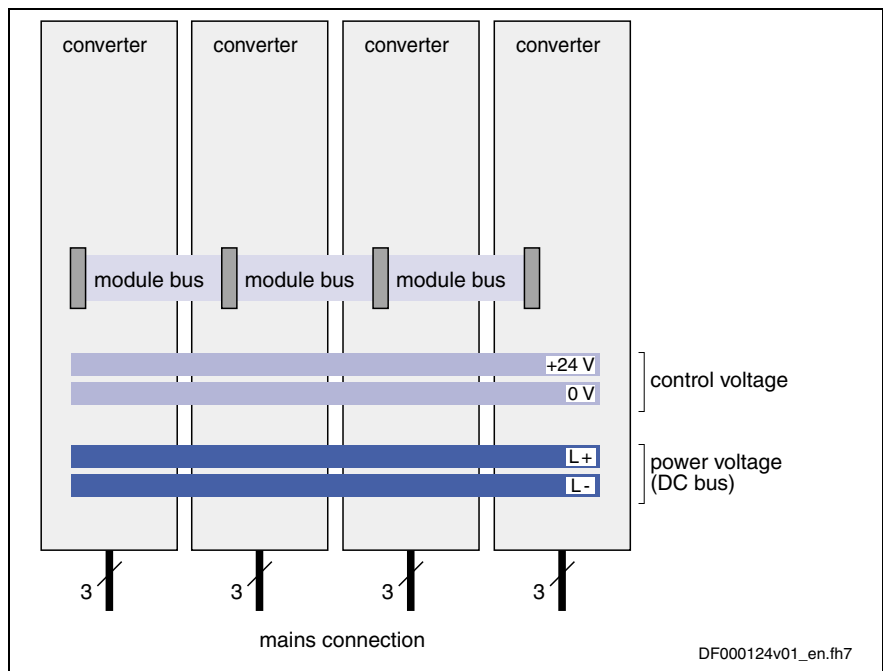 converter converter converter converter
module bus module bus module bus
+24 V
0 V
control voltage
L+
L-
power voltage
(DC bus)
3 3 3 3
mains connection
DF000124v01_en.fh7